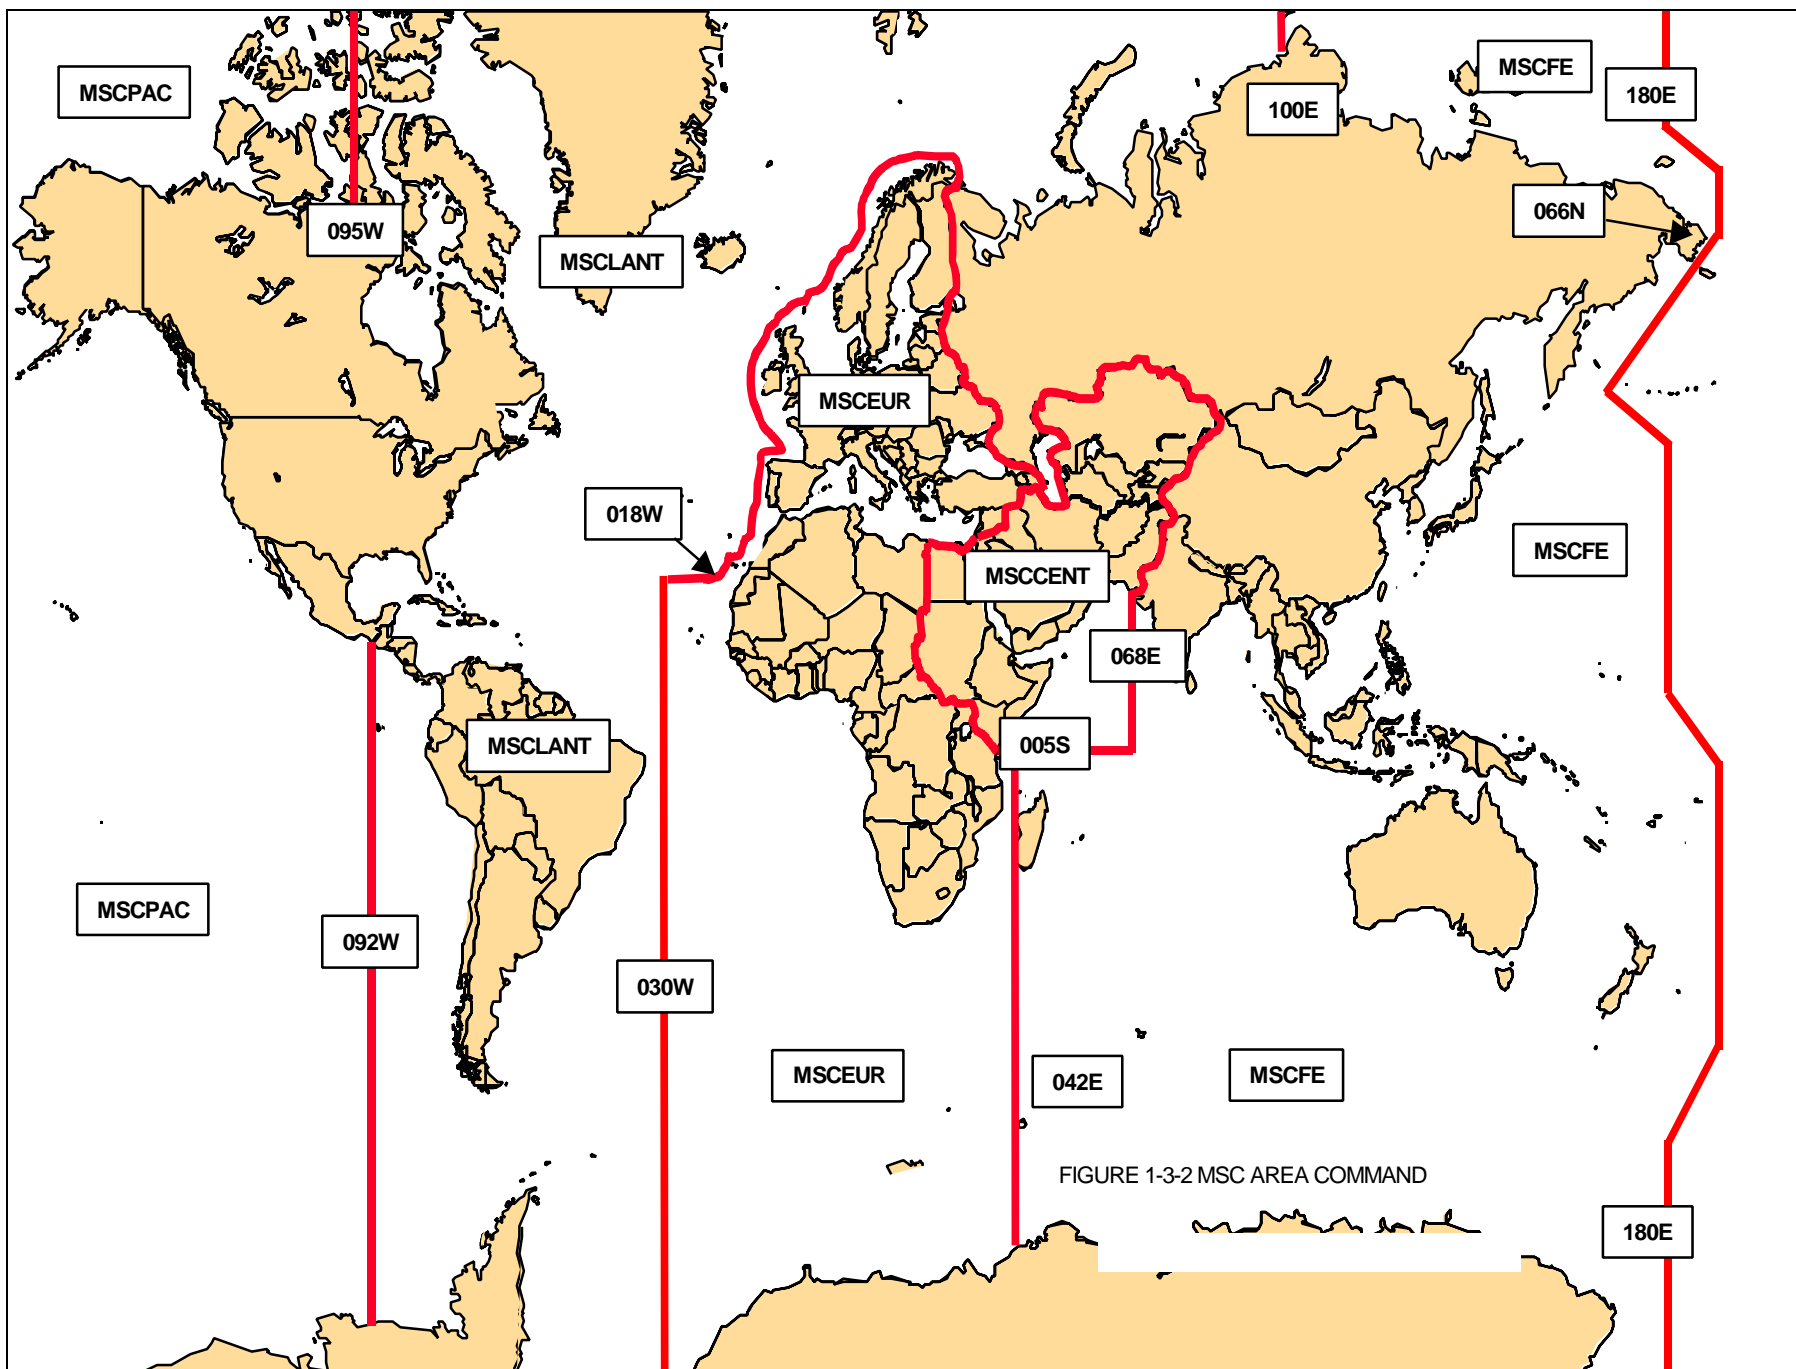 MSCFE
MSCPAC
180E
100E
066N
095W
MSCLANT
MSCEUR
018W
MSCFE
MSCCENT
068E
MSCLANT
005S
MSCPAC
092W
030W
MSCEUR
042E
MSCFE
FIGURE 1-3-2 MSC AREA COMMAND
180E